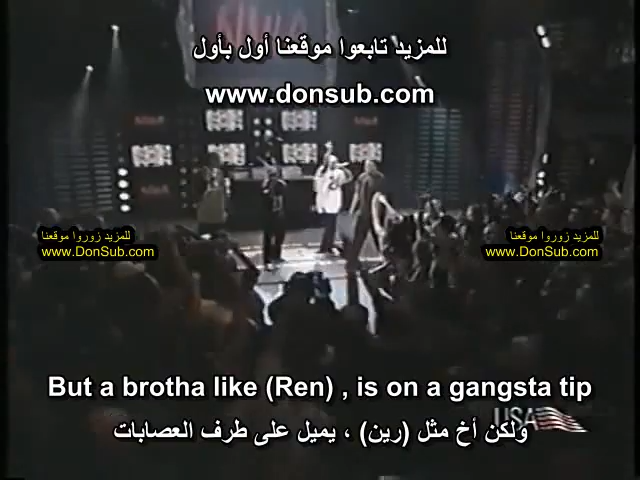 للمزيد تابعوا موقعنا أول بأول
www.donsub.com
للمزيد زوروا موقعنا
www.DonSub.com
للمزيد زوروا موقعنا
www.DonSub.com
But a brotha like (Ren) , is on a gangsta tip
USA
ولكن أخ مثل (رين) ، يميل على طرف العصابات